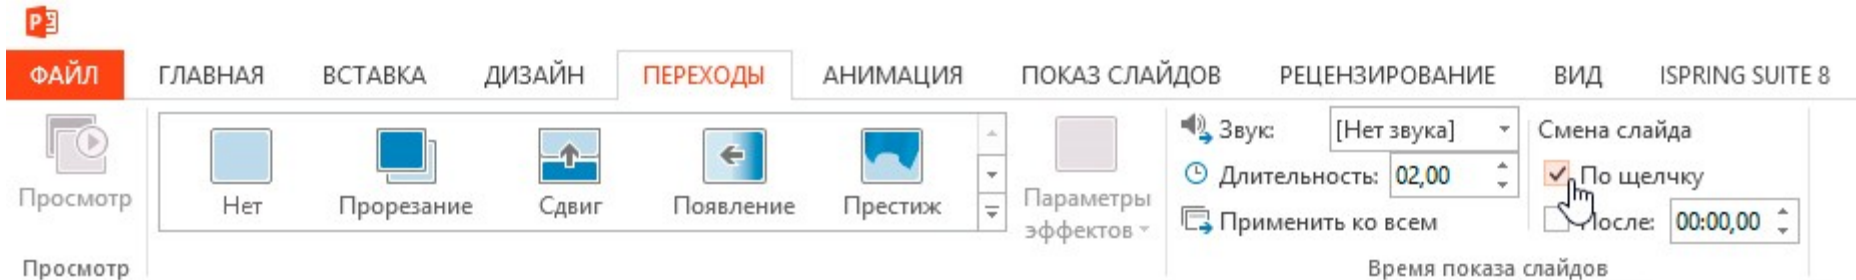 P
ФАЙЛ ГЛАВНАЯ ВСТАВКА ДИЗАЙН ПЕРЕХОДЫ АНИМАЦИЯ ПОКАЗ СЛАЙДОВ РЕЦЕНЗИРОВАНИЕ ВИД ISPRING SUITE 8
Просмотр
Нет Прорезание Сдвиг Появление Престиж
Параметры
эффектов
Звук: [Нет звука]
Длительность: 02,00
Применить ко всем
Смена слайда
По щелчку
После: 00:00,00
Просмотр
Время показа слайдов